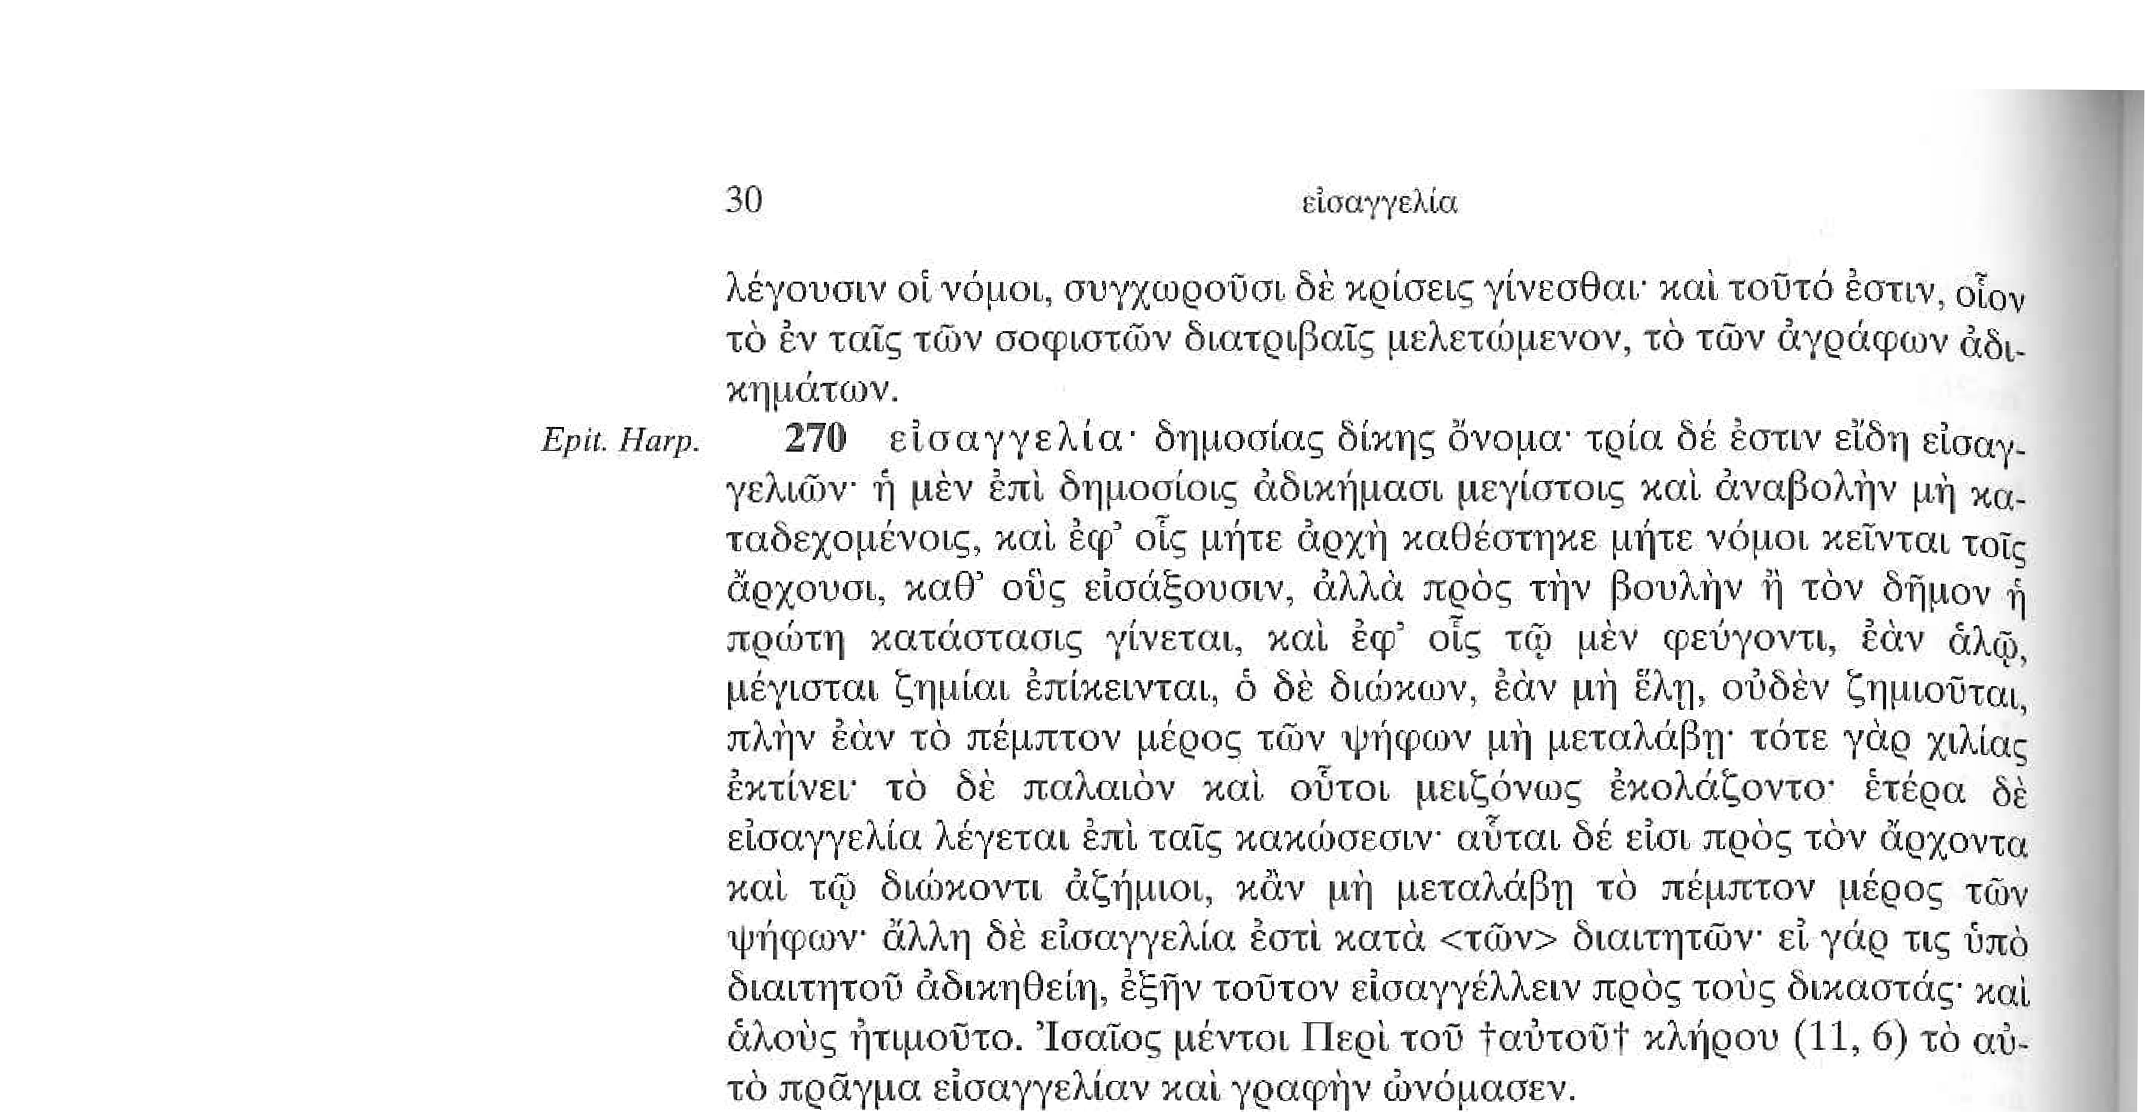 30 εἰσαγγελία
λέγουσιν οἱ νόμοι, συγχωροῦσι δὲ κρίσεις γίνεσθαι· καὶ τοῦτό ἐστιν, οἷον
τὸ ἐν ταῖς τῶν σοφιστῶν διατριβαῖς μελετώμενον, τὸ τῶν ἀγράφων ἀδι-
κημάτων.
Epit. Harp. 270 εἰσαγγελία· δημοσίας δίκης ὄνομα· τρία δέ ἐστιν εἴδη εἰσαγ-
γελιῶν· ἡ μὲν ἐπὶ δημοσίοις ἀδικήμασι μεγίστοις καὶ ἀναβολὴν μὴ κα-
ταδεχομένοις, καὶ ἐφ’ οἷς μήτε ἀρχὴ καθέστηκε μήτε νόμοι κεῖνται τοῖς
ἄρχουσι, καθ’ οὓς εἰσάξουσιν, ἀλλὰ πρὸς τὴν βουλὴν ἢ τὸν δῆμον ἡ
πρώτη κατάστασις γίνεται, καὶ ἐφ’ οἷς τῷ μὲν φεύγοντι, ἐὰν ἁλῷ,
μέγισται ζημίαι ἐπίκεινται, ὁ δὲ διώκων, ἐὰν μὴ ἕλῃ, οὐδὲν ζημιοῦται,
πλὴν ἐὰν τὸ πέμπτον μέρος τῶν ψήφων μὴ μεταλάβῃ· τότε γὰρ χιλίας
ἐκτίνει· τὸ δὲ παλαιὸν καὶ οὗτοι μειζόνως ἐκολάζοντο· ἑτέρα δὲ
εἰσαγγελία λέγεται ἐπὶ ταῖς κακώσεσιν· αὗται δέ εἰσι πρὸς τὸν ἄρχοντα
καὶ τῷ διώκοντι ἀζήμιοι, κἂν μὴ μεταλάβῃ τὸ πέμπτον μέρος τῶν
ψήφων· ἄλλη δὲ εἰσαγγελία ἐστὶ κατὰ <τῶν> διαιτητῶν· εἰ γάρ τις ὑπὸ
διαιτητοῦ ἀδικηθείη, ἐξῆν τοῦτον εἰσαγγέλλειν πρὸς τοὺς δικαστάς· καὶ
ἁλοὺς ἠτιμοῦτο. Ἰσαῖος μέντοι Περὶ τοῦ †αὐτοῦ† κλήρου (11, 6) τὸ αὐ-
τὸ πρᾶγμα εἰσαγγελίαν καὶ γραφὴν ὠνόμασεν.